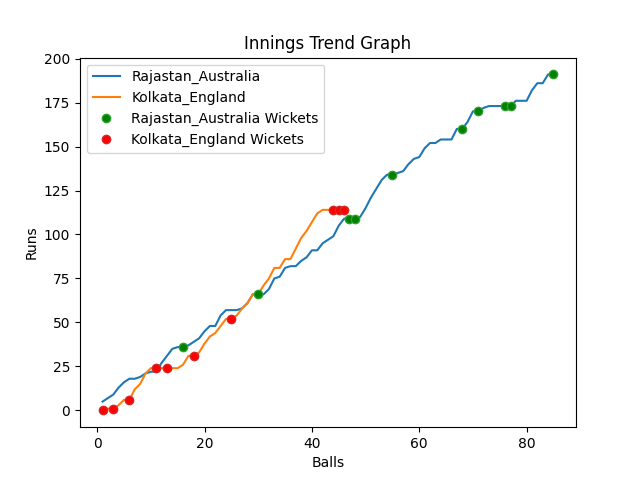 Innings Trend Graph
Rajastan_Australia
Kolkata_England
Rajastan_Australia Wickets
Kolkata_England Wickets
200
175
150
125
100
75
50
25
0
Runs
0 20 40 60 80
Balls